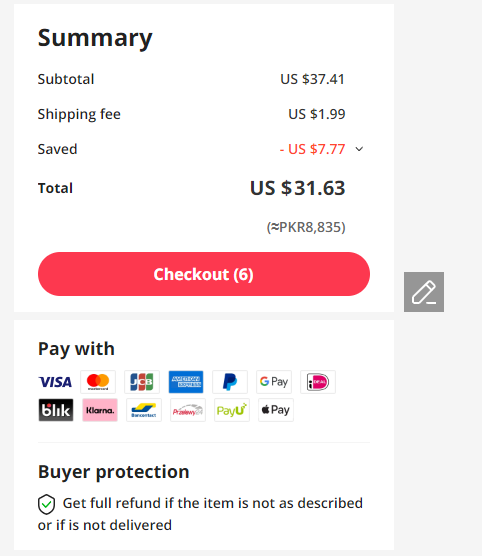 Summary
Subtotal US $37.41
Shipping fee US $1.99
Saved - US $7.77
Total US $31.63
(≈PKR8,835)
Checkout (6)
Pay with
VISA mastercard JCB AMERICAN EXPRESS G Pay iDEAL
blik Klarna. Bancontact Przelewy24 PayU Pay
Buyer protection
Get full refund if the item is not as described
or if is not delivered